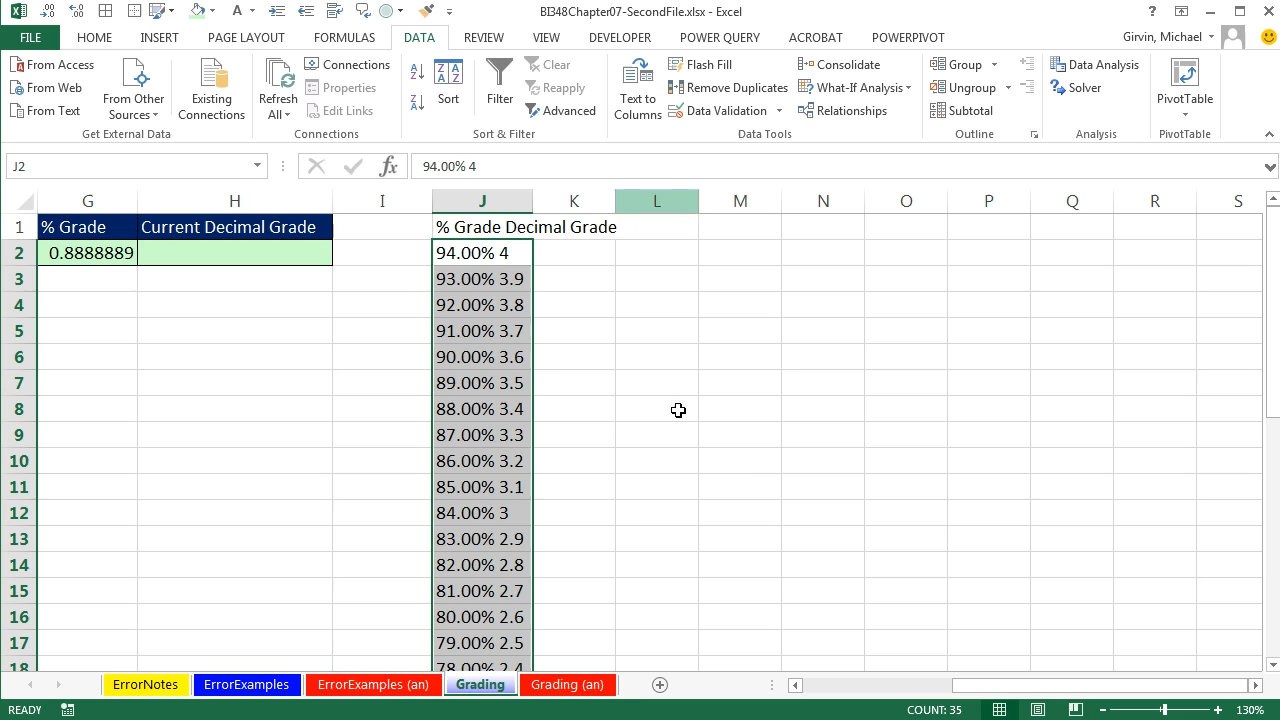 BI48Chapter07-SecondFile.xlsx - Excel
FILE HOME INSERT PAGE LAYOUT FORMULAS DATA REVIEW VIEW DEVELOPER POWER QUERY ACROBAT POWERPIVOT Girvin, Michael
From Access
From Web
From Text
From Other Sources
Get External Data
Existing Connections
Refresh All
Connections
Properties
Edit Links
Connections
Sort
Filter
Clear
Reapply
Advanced
Sort & Filter
Text to Columns
Flash Fill
Remove Duplicates
Data Validation
Consolidate
What-If Analysis
Relationships
Data Tools
Group
Ungroup
Subtotal
Outline
Data Analysis
Solver
Analysis
PivotTable
PivotTable
J2 fx 94.00% 4
G H I J K L M N O P Q R S
1 % Grade Current Decimal Grade % Grade Decimal Grade
2 0.8888889 94.00% 4
3 93.00% 3.9
4 92.00% 3.8
5 91.00% 3.7
6 90.00% 3.6
7 89.00% 3.5
8 88.00% 3.4
9 87.00% 3.3
10 86.00% 3.2
11 85.00% 3.1
12 84.00% 3
13 83.00% 2.9
14 82.00% 2.8
15 81.00% 2.7
16 80.00% 2.6
17 79.00% 2.5
18 78.00% 2.4
ErrorNotes ErrorExamples ErrorExamples (an) Grading Grading (an)
READY COUNT: 35 130%